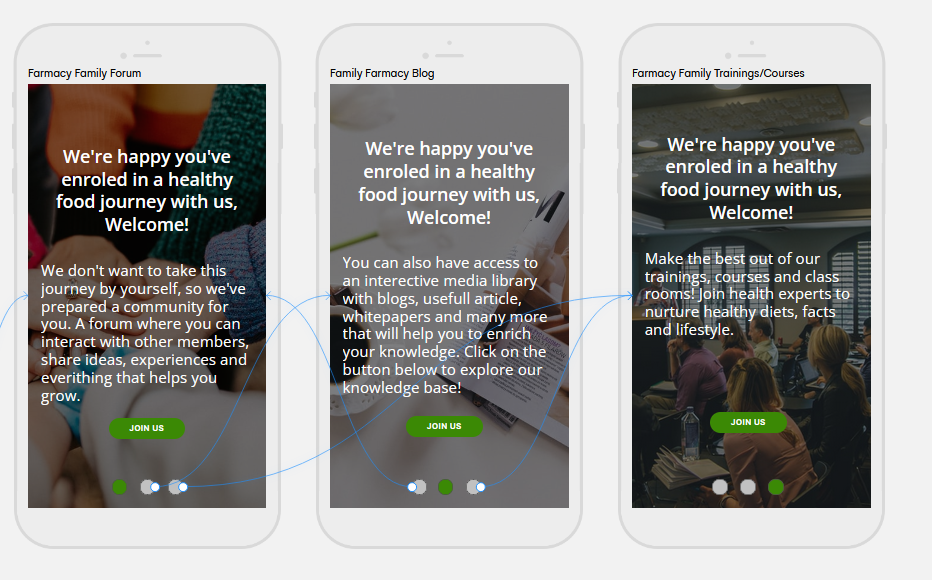 Farmacy Family Forum
We're happy you've
enroled in a healthy
food journey with us,
Welcome!
We don't want to take this
journey by yourself, so we've
prepared a community for
you. A forum where you can
interact with other members,
share ideas, experiences and
everithing that helps you
grow.
JOIN US
Family Farmacy Blog
We're happy you've
enroled in a healthy
food journey with us,
Welcome!
You can also have access to
an interective media library
with blogs, usefull article,
whitepapers and many more
that will help you to enrich
your knowledge. Click on the
button below to explore our
knowledge base!
JOIN US
Farmacy Family Trainings/Courses
We're happy you've
enroled in a healthy
food journey with us,
Welcome!
Make the best out of our
trainings, courses and class
rooms! Join health experts to
nurture healthy diets, facts
and lifestyle.
JOIN US